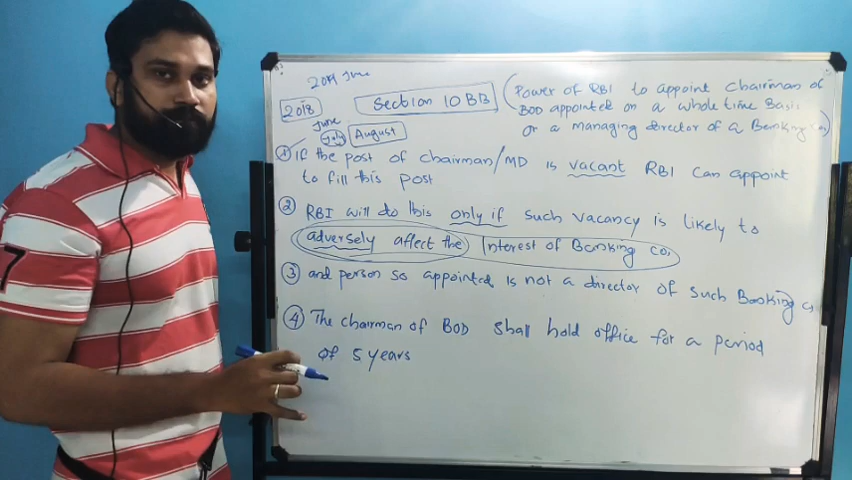 2019 June
2018
Section 10 BB
(Power of RBI to appoint Chairman of
BOD appointed on a whole time Basis
or a managing director of a Banking Co)
June
July
August
① If the post of chairman/MD is vacant RBI can appoint
to fill this post
② RBI will do this only if such vacancy is likely to
adversely affect the Interest of Banking co,
③ and person so appointed is not a director of such Booking co
④ The chairman of BOD shall hold office for a period
of 5 years
7